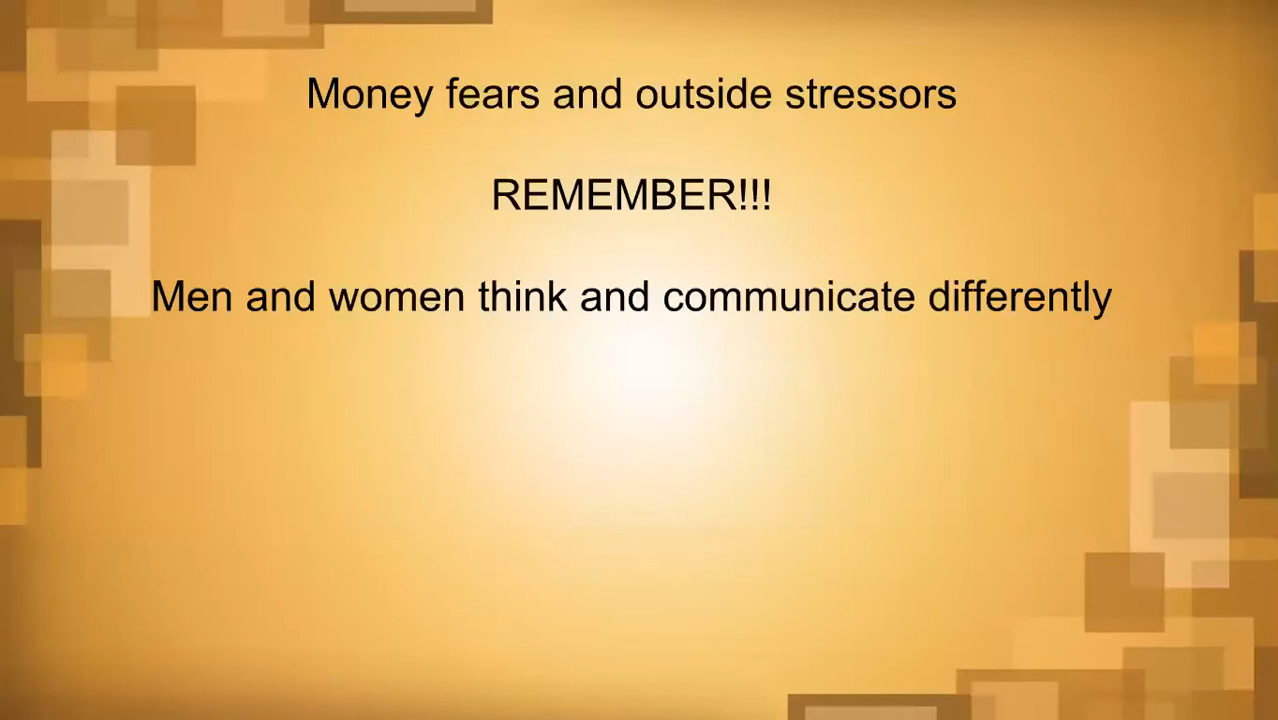 Money fears and outside stressors
REMEMBER!!!
Men and women think and communicate differently